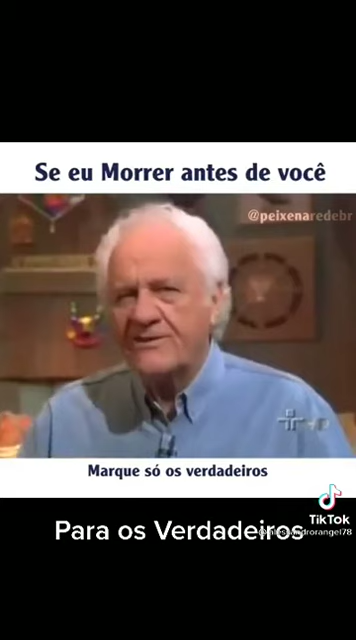 Se eu Morrer antes de você
@peixenaredebr
Marque só os verdadeiros
TikTok
Para os Verdadeiros